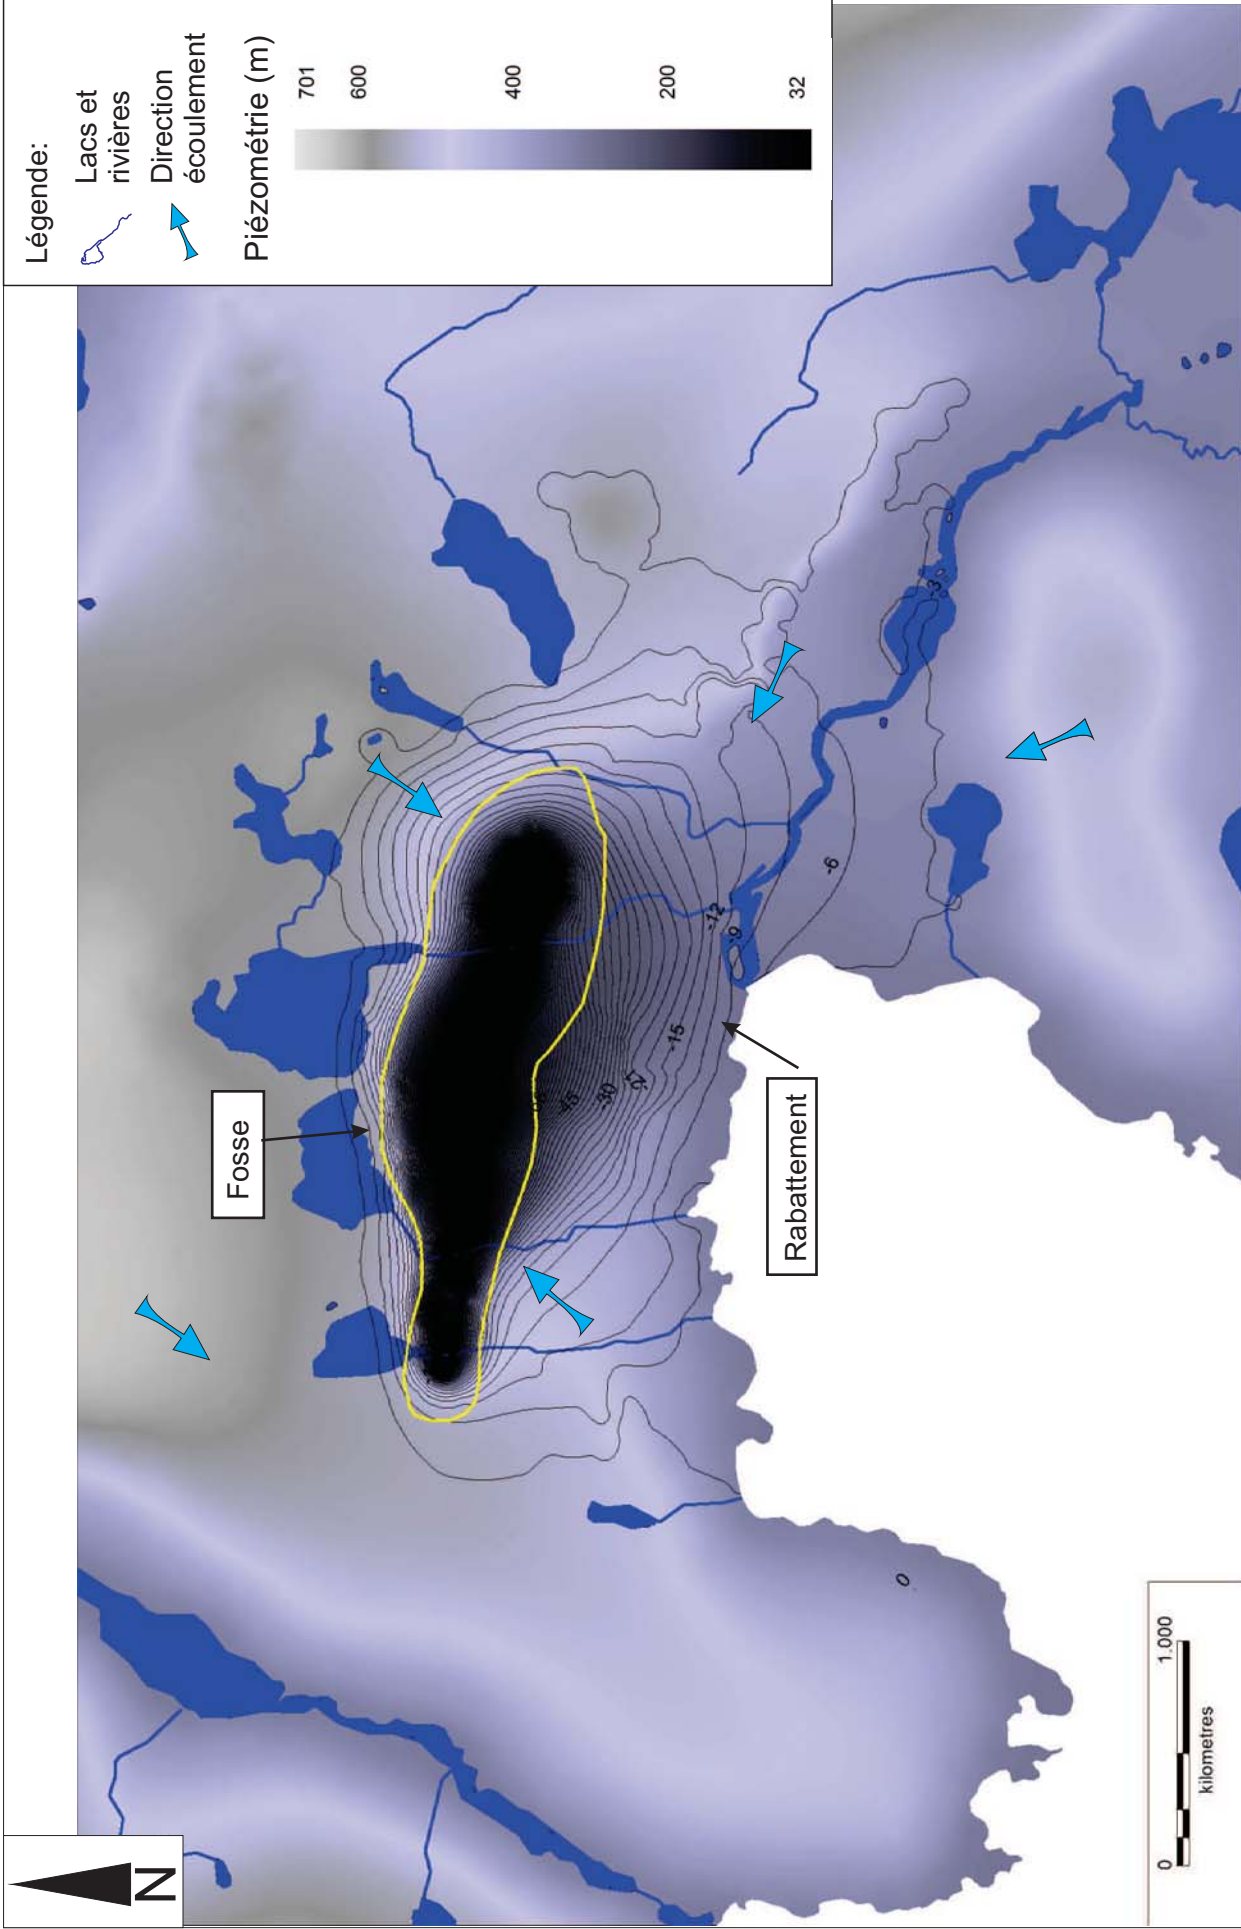 Légende:
Lacs et
rivières
Direction
écoulement
Piézométrie (m)
701
600
400
200
32
Fosse
Rabattement
-3
-6
-9
-12
-15
-27
-30
-45
0
N
0
1.000
kilometres